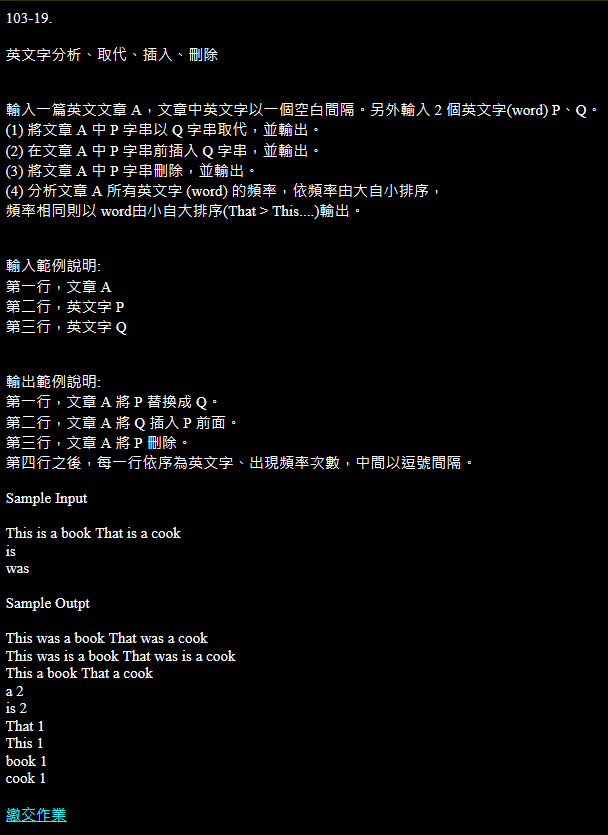 103-19.
英文字分析、取代、插入、刪除
輸入一篇英文文章 A，文章中英文字以一個空白間隔。另外輸入 2 個英文字(word) P、Q。
(1) 將文章 A 中 P 字串以 Q 字串取代，並輸出。
(2) 在文章 A 中 P 字串前插入 Q 字串，並輸出。
(3) 將文章 A 中 P 字串刪除，並輸出。
(4) 分析文章 A 所有英文字 (word) 的頻率，依頻率由大自小排序，
頻率相同則以 word由小自大排序(That > This....)輸出。
輸入範例說明:
第一行，文章 A
第二行，英文字 P
第三行，英文字 Q
輸出範例說明:
第一行，文章 A 將 P 替換成 Q。
第二行，文章 A 將 Q 插入 P 前面。
第三行，文章 A 將 P 刪除。
第四行之後，每一行依序為英文字、出現頻率次數，中間以逗號間隔。
Sample Input
This is a book That is a cook
is
was
Sample Outpt
This was a book That was a cook
This was is a book That was is a cook
This a book That a cook
a 2
is 2
That 1
This 1
book 1
cook 1
繳交作業